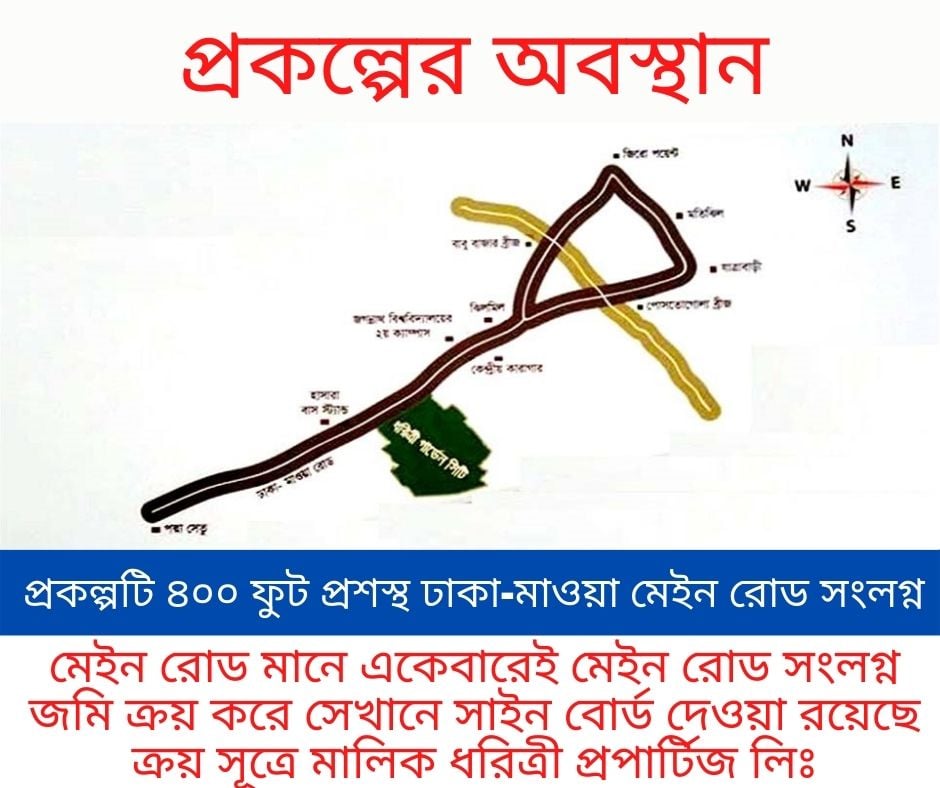 প্রকল্পের অবস্থান
N
W E
S
জিরো পয়েন্ট
মতিঝিল
বাবু বাজার ব্রীজ
যাত্রাবাড়ী
পোসতোগোলা ব্রীজ
ঝিলমিল
জগন্নাথ বিশ্ববিদ্যালয়ের
২য় ক্যাম্পাস
কেন্দ্রীয় কারাগার
হাসারা
বাস স্ট্যান্ড
ধরিত্রী গার্ডেন সিটি
ঢাকা- মাওয়া রোড
পদ্মা সেতু
প্রকল্পটি ৪০০ ফুট প্রশস্থ ঢাকা-মাওয়া মেইন রোড সংলগ্ন
মেইন রোড মানে একেবারেই মেইন রোড সংলগ্ন
জমি ক্রয় করে সেখানে সাইন বোর্ড দেওয়া রয়েছে
ক্রয় সূত্রে মালিক ধরিত্রী প্রপার্টিজ লিঃ